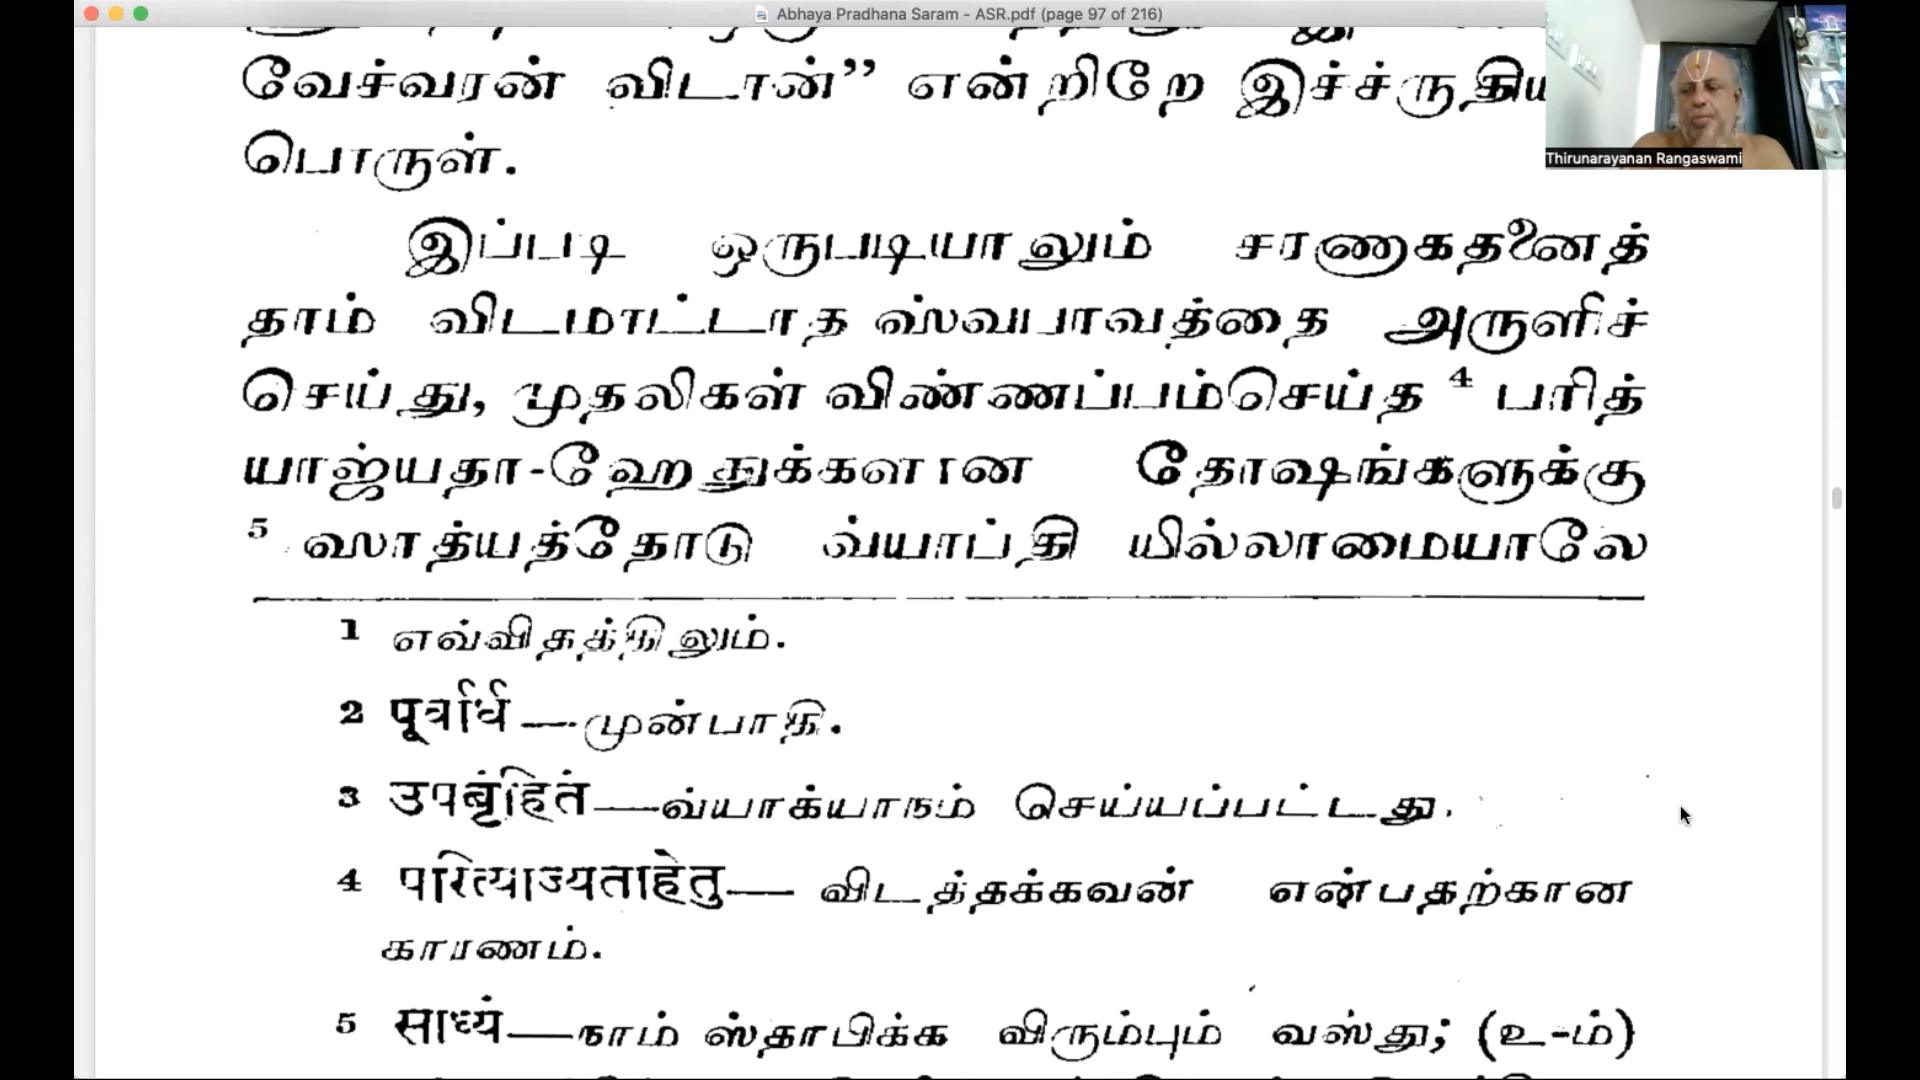 Abhaya Pradhana Saram - ASR.pdf (page 97 of 216)
Thirunarayanan Rangaswami
வேச்வரன் விடான்” என்றிறே இச்ச்ருதிய
பொருள்.
இப்படி ஒருபடியாலும் சரணாகதனைத்
தாம் விடமாட்டாத ஸ்வபாவத்தை அருளிச்
செய்து, முதலிகள் விண்ணப்பம்செய்த 4 பரித்
யாஜ்யதா-ஹேதுக்களான தோஷங்களுக்கு
5 ஸாத்யத்தோடு வ்யாப்தி யில்லாமையாலே
1 எவ்விதத்திலும்.
2 पूर्वार्ध—முன்பாதி.
3 उपबृंहितं—வ்யாக்யாநம் செய்யப்பட்டது.
4 परित्याज्यताहेतु— விடத்தக்கவன் என்பதற்கான
காரணம்.
5 साध्यं—நாம் ஸ்தாபிக்க விரும்பும் வஸ்து; (உ-ம்)